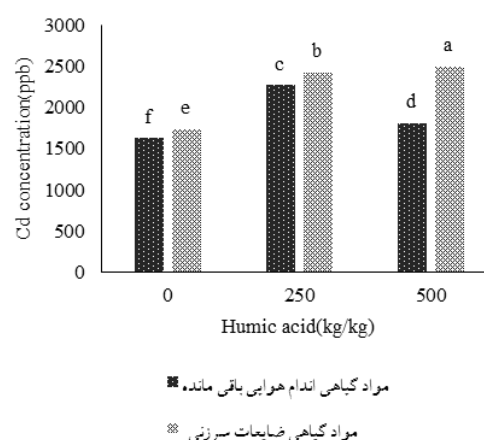 3000
2500
2000
1500
1000
500
0
Cd concentration(ppb)
f e
c b
d a
0 250 500
Humic acid(kg/kg)
مواد گیاهی اندام هوایی باقی مانده
مواد گیاهی ضایعات سرزنی